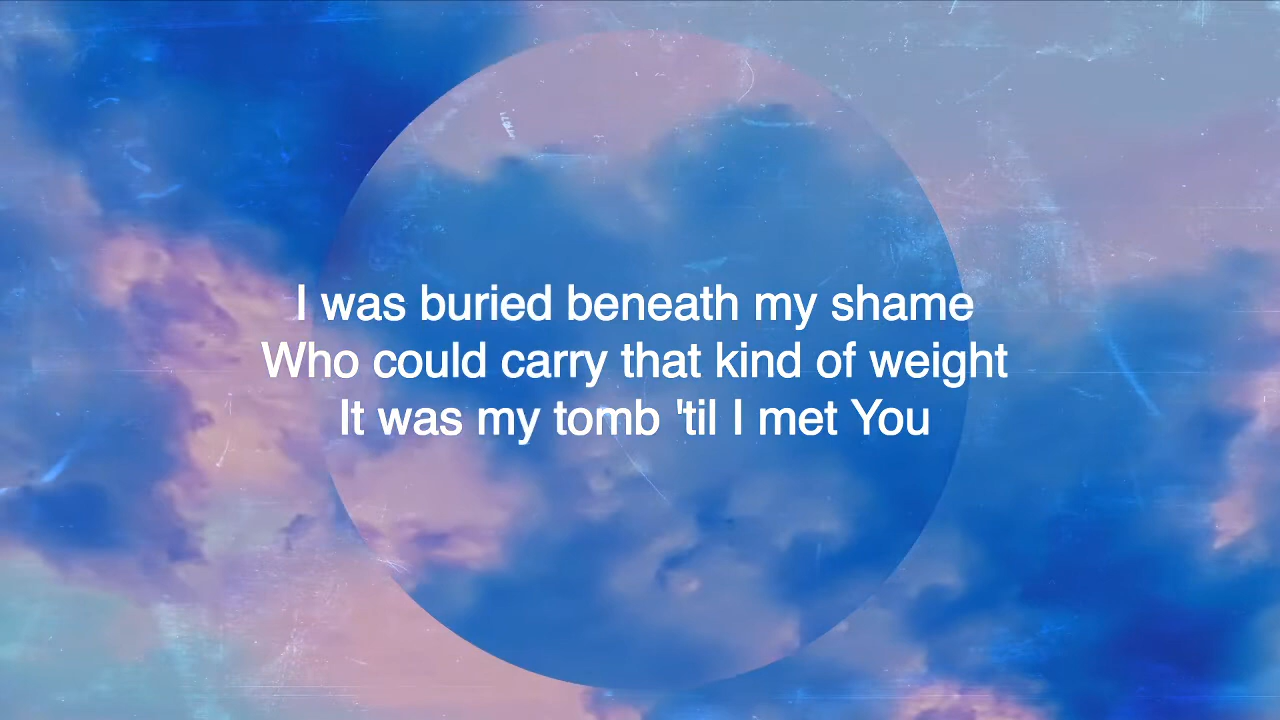 I was buried beneath my shame
Who could carry that kind of weight
It was my tomb 'til I met You